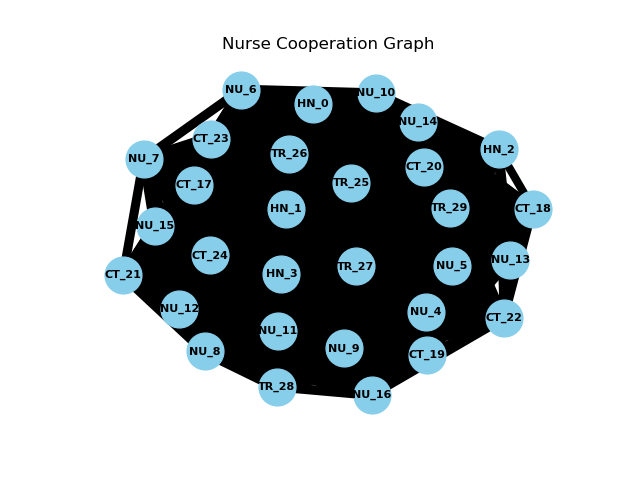 Nurse Cooperation Graph
NU_6
NU_10
HN_0
NU_14
CT_23
HN_2
TR_26
NU_7
CT_20
CT_17
TR_25
HN_1
TR_29
CT_18
NU_15
CT_24
NU_13
TR_27
NU_5
HN_3
CT_21
NU_12
NU_4
CT_22
NU_11
NU_9
NU_8
CT_19
TR_28
NU_16